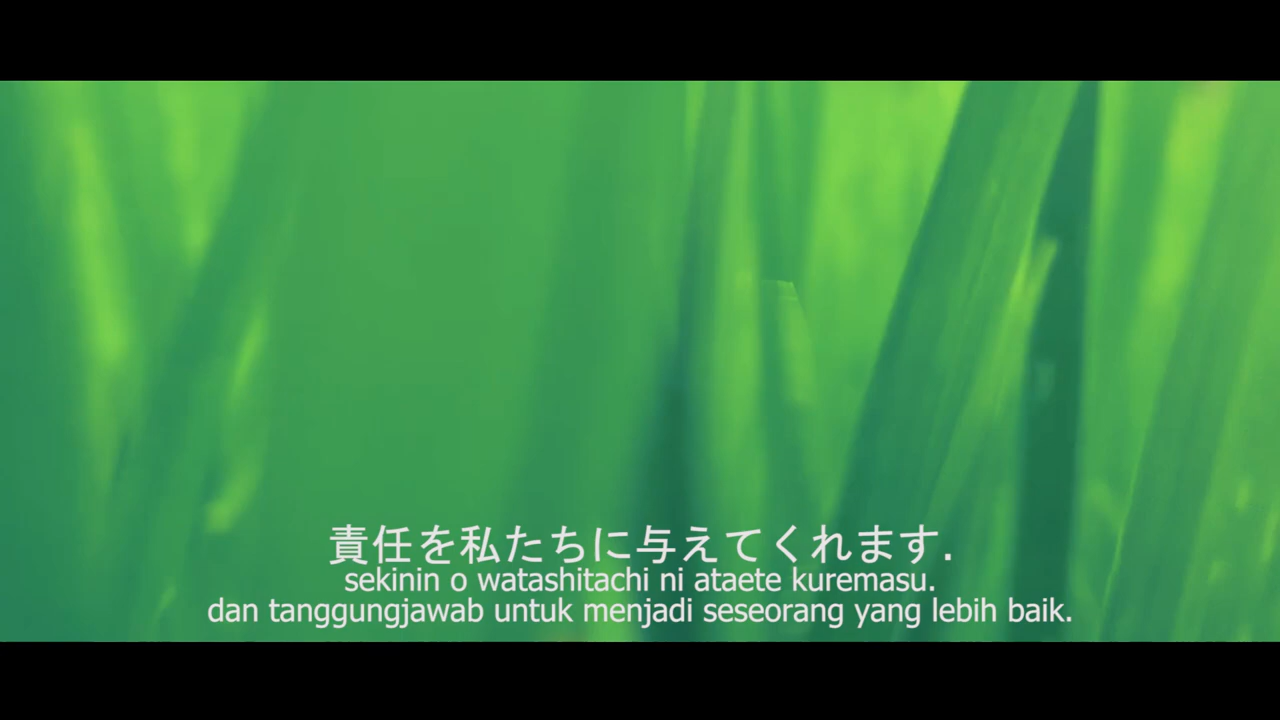 責任を私たちに与えてくれます.
sekinin o watashitachi ni ataete kuremasu.
dan tanggungjawab untuk menjadi seseorang yang lebih baik.